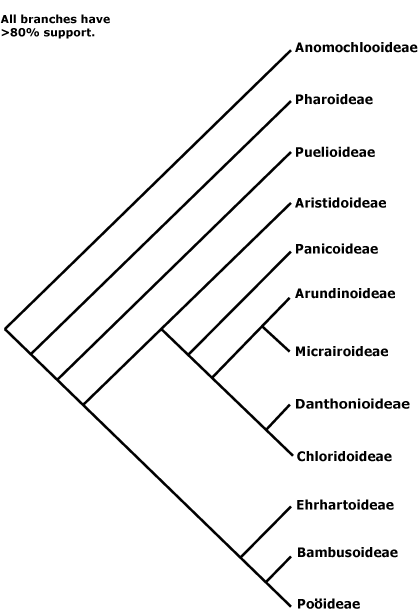 All branches have
>80% support.
Anomochlooideae
Pharoideae
Puelioideae
Aristidoideae
Panicoideae
Arundinoideae
Micrairoideae
Danthonioideae
Chloridoideae
Ehrhartoideae
Bambusoideae
Poöideae